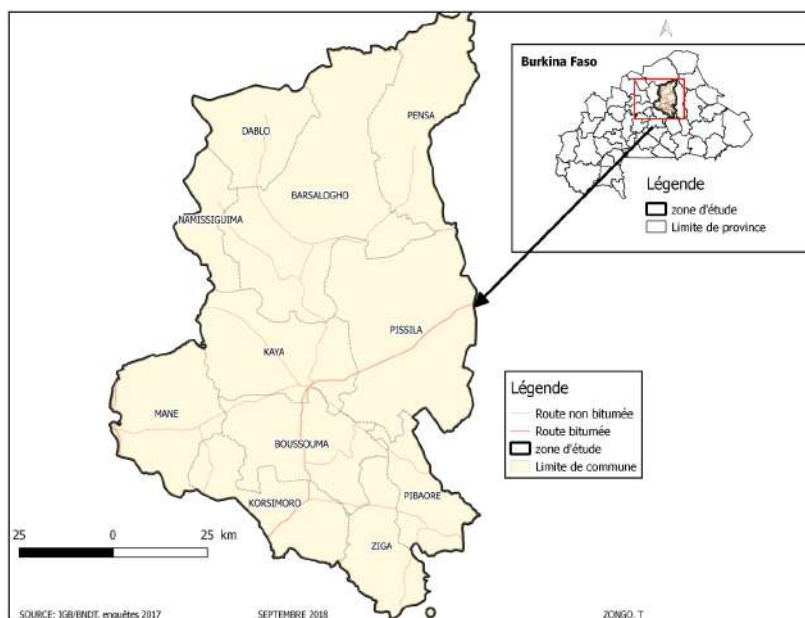 Burkina Faso
Légende
zone d'étude
Limite de province
PENSA
DABLO
BARSALOGHO
NAMISSIGUIMA
PISSILA
KAYA
MANE
BOUSSOUMA
PIBAORE
KORSIMORO
ZIGA
Légende
Route non bitumée
Route bitumée
zone d'étude
Limite de commune
25 0 25 km
SOURCE: IGB/BNDT, enquêtes 2017 SEPTEMBRE 2018 ZONGO, T